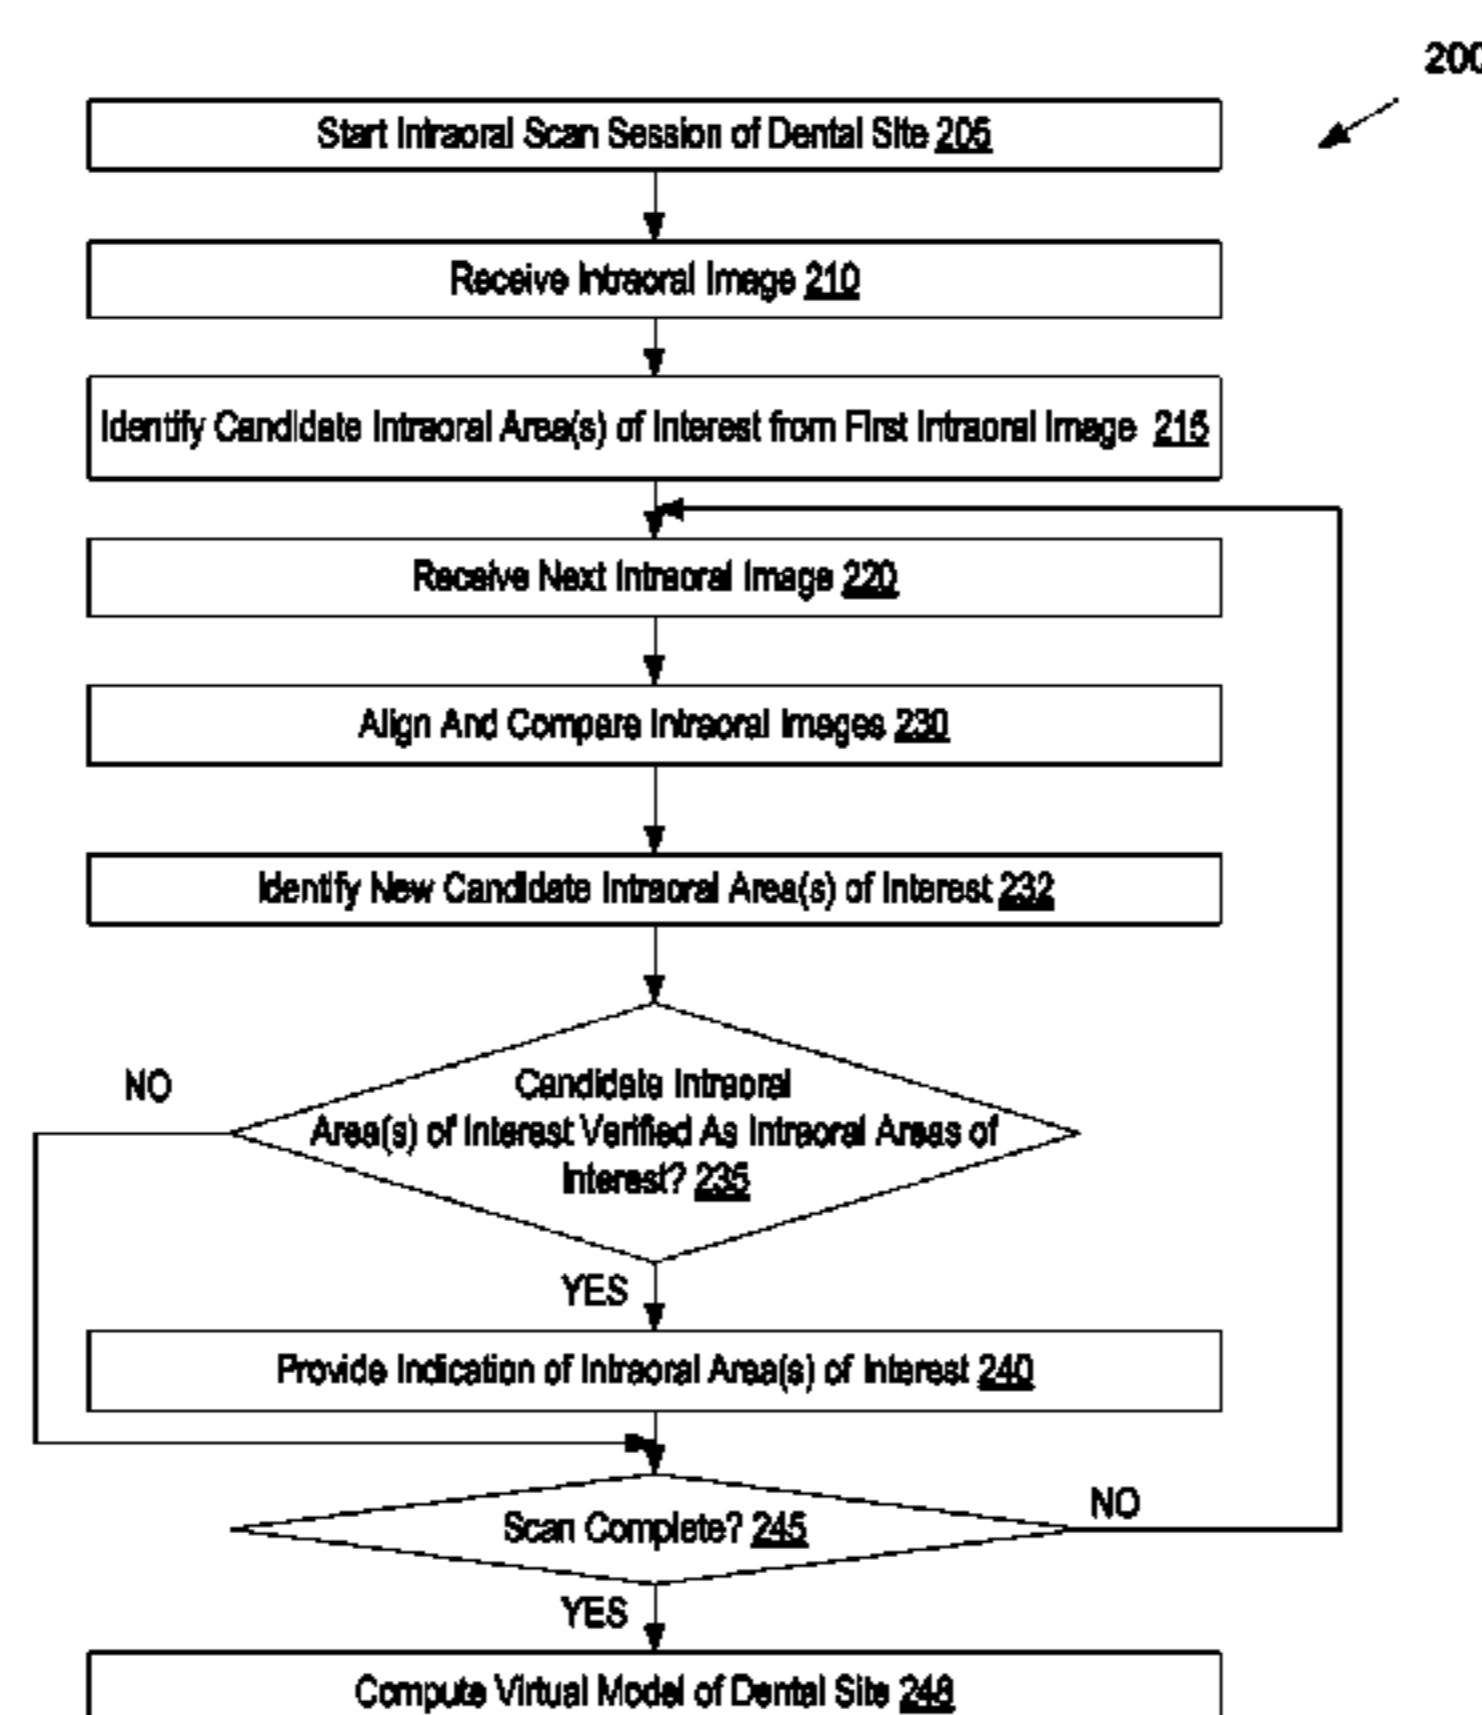 200
Start Intraoral Scan Session of Dental Site 205
Receive Intraoral Image 210
Identify Candidate Intraoral Area(s) of Interest from First Intraoral Image 215
Receive Next Intraoral Image 220
Align And Compare Intraoral Images 230
Identify New Candidate Intraoral Area(s) of Interest 232
NO
Candidate Intraoral
Area(s) of Interest Verified As Intraoral Areas of
Interest? 235
YES
Provide Indication of Intraoral Area(s) of Interest 240
Scan Complete? 245
NO
YES
Compute Virtual Model of Dental Site 248